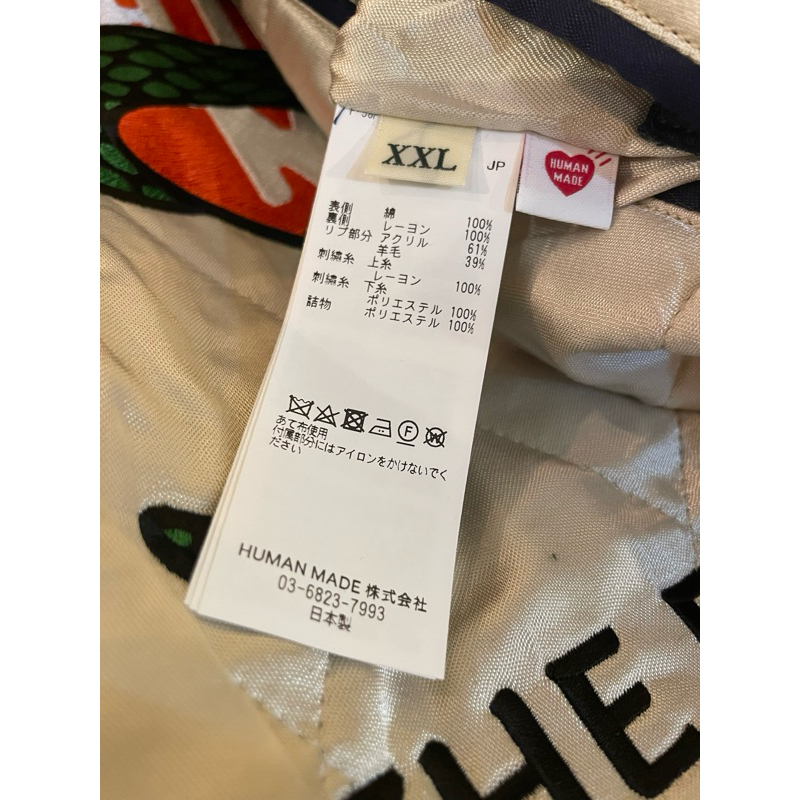 XXL
JP
HUMAN
MADE
表側 綿 100%
裏側 レーヨン 100%
リブ部分 アクリル 61%
羊毛 39%
刺繍糸 上糸
レーヨン 100%
刺繍糸 下糸
ポリエステル 100%
詰物 ポリエステル 100%
F
W
あて布使用
付属部分にはアイロンをかけないでく
ださい
HUMAN MADE 株式会社
03-6823-7993
日本製
THE